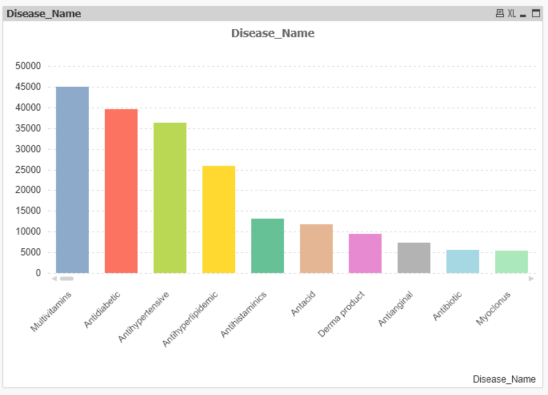 Disease_Name
XL
Disease_Name
50000
45000
40000
35000
30000
25000
20000
15000
10000
5000
0
Multivitamins
Antidiabetic
Antihypertensive
Antihyperlipidemic
Antihistaminics
Antacid
Derma product
Antianginal
Antibiotic
Myoclonus
Disease_Name